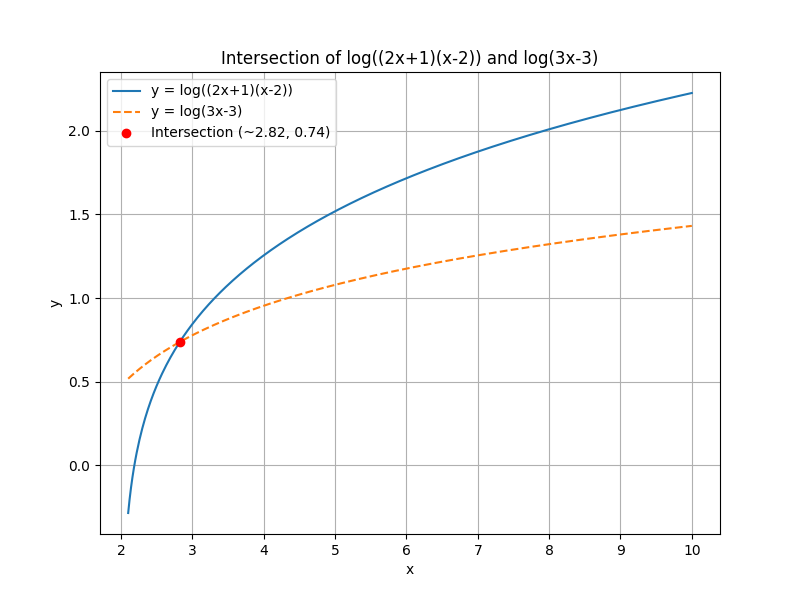 Intersection of log((2x+1)(x-2)) and log(3x-3)
y = log((2x+1)(x-2))
y = log(3x-3)
Intersection (~2.82, 0.74)
y
2.0
1.5
1.0
0.5
0.0
2 3 4 5 6 7 8 9 10
x